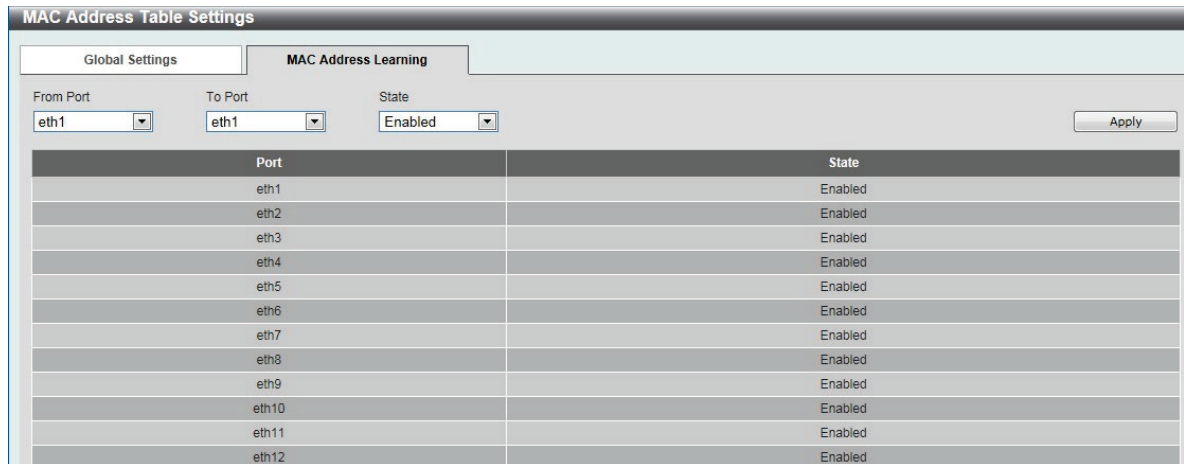 MAC Address Table Settings
Global Settings MAC Address Learning
From Port To Port State
eth1 eth1 Enabled Apply
Port State
eth1 Enabled
eth2 Enabled
eth3 Enabled
eth4 Enabled
eth5 Enabled
eth6 Enabled
eth7 Enabled
eth8 Enabled
eth9 Enabled
eth10 Enabled
eth11 Enabled
eth12 Enabled